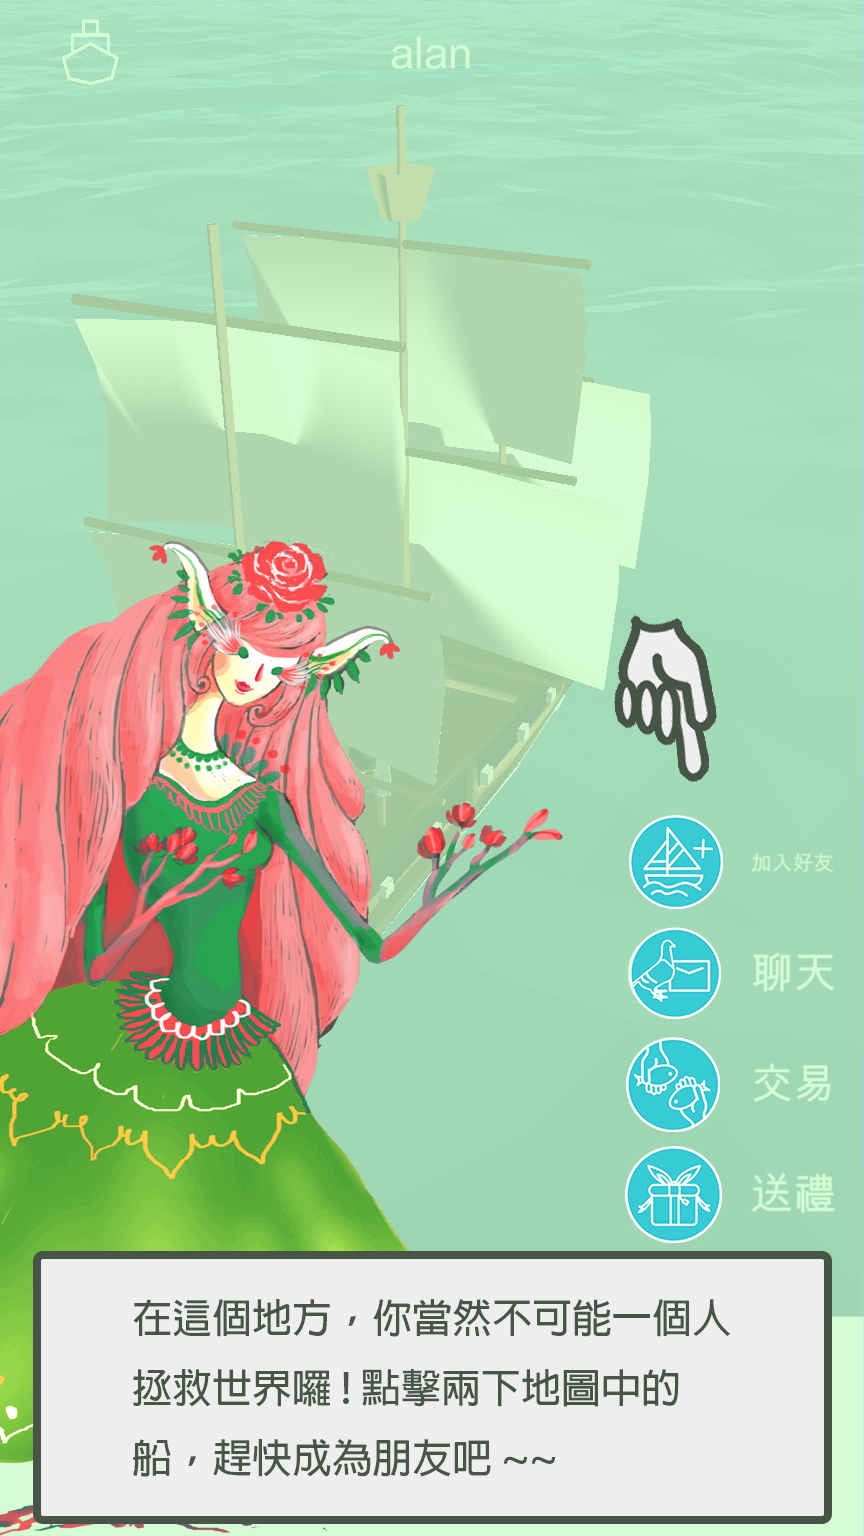 alan
加入好友
聊天
交易
送禮
在這個地方，你當然不可能一個人
拯救世界囉！點擊兩下地圖中的
船，趕快成為朋友吧 ~~